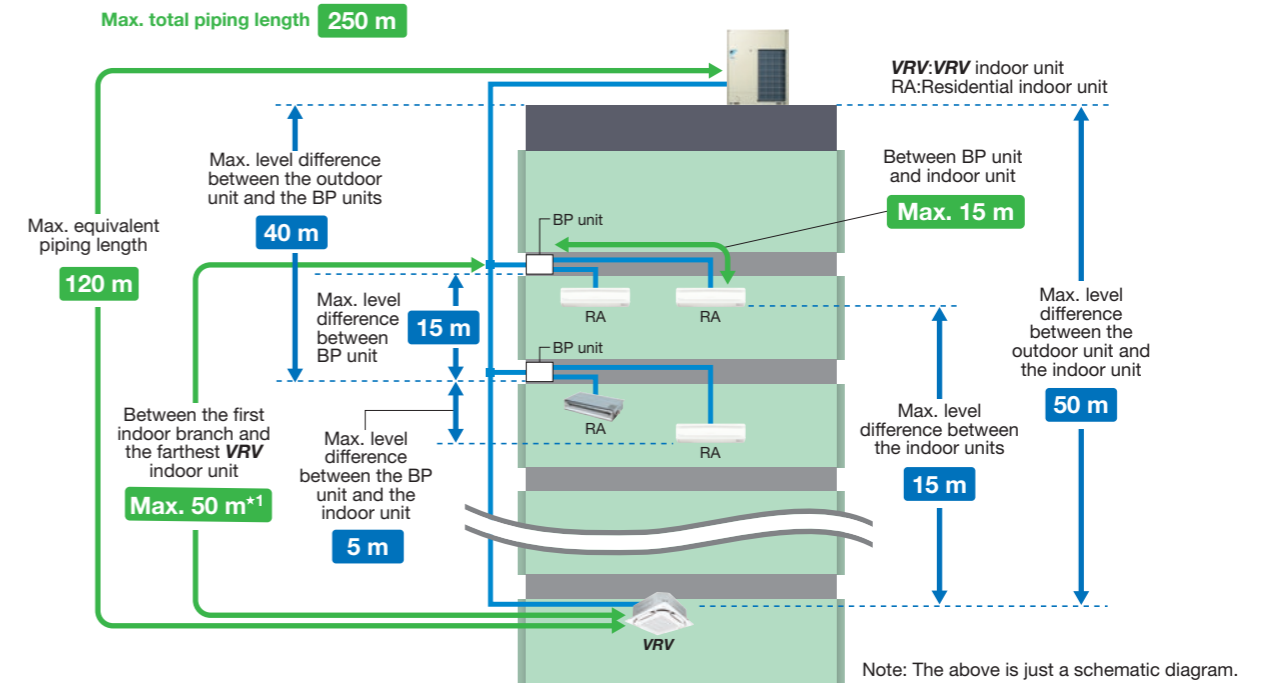 Max. total piping length 250 m
VRV:VRV indoor unit
RA:Residential indoor unit
Max. level difference
between the outdoor
unit and the BP units
40 m
Between BP unit
and indoor unit
Max. 15 m
Max. equivalent
piping length
120 m
BP unit
Max. level
difference
between
BP unit
15 m
RA
RA
BP unit
Max. level
difference
between the
outdoor unit and
the indoor unit
50 m
Between the first
indoor branch and
the farthest VRV
indoor unit
Max. 50 m*1
Max. level
difference
between the BP
unit and the
indoor unit
5 m
RA
RA
Max. level
difference between
the indoor units
15 m
VRV
Note: The above is just a schematic diagram.